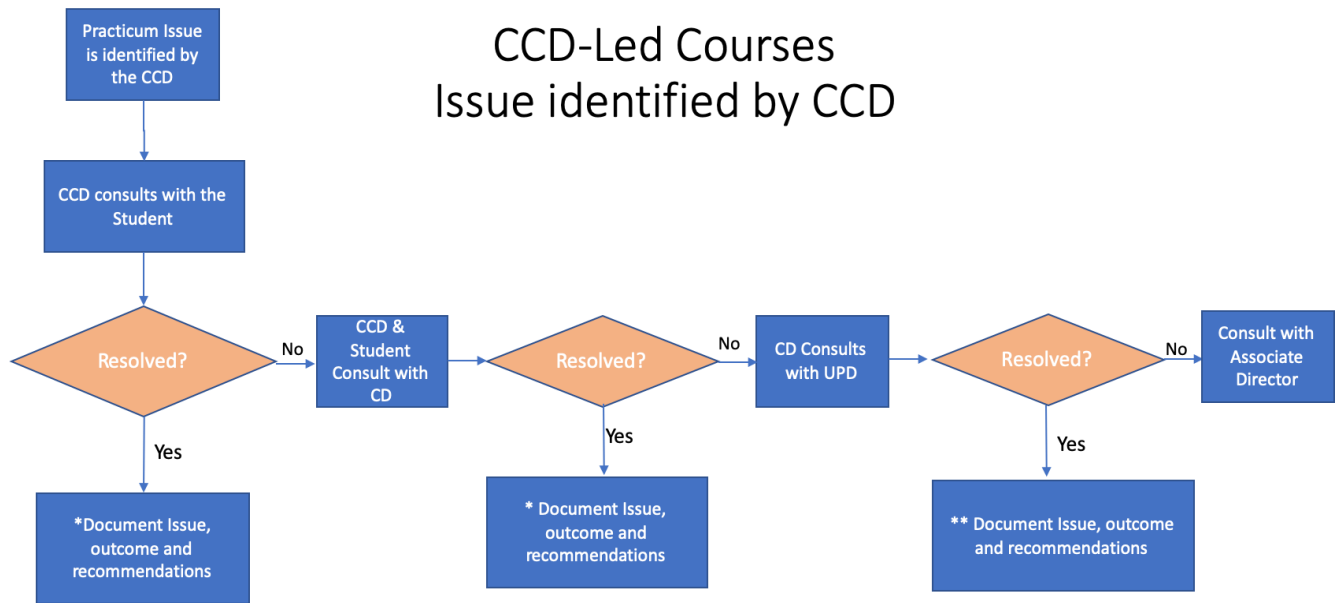 CCD-Led Courses
Issue identified by CCD
Practicum Issue
is identified by
the CCD
CCD consults with the
Student
Resolved?
No
CCD &
Student
Consult with
CD
Resolved?
No
CD Consults
with UPD
Resolved?
No
Consult with
Associate
Director
Yes
Yes
Yes
*Document Issue,
outcome and
recommendations
* Document Issue,
outcome and
recommendations
** Document Issue, outcome
and recommendations